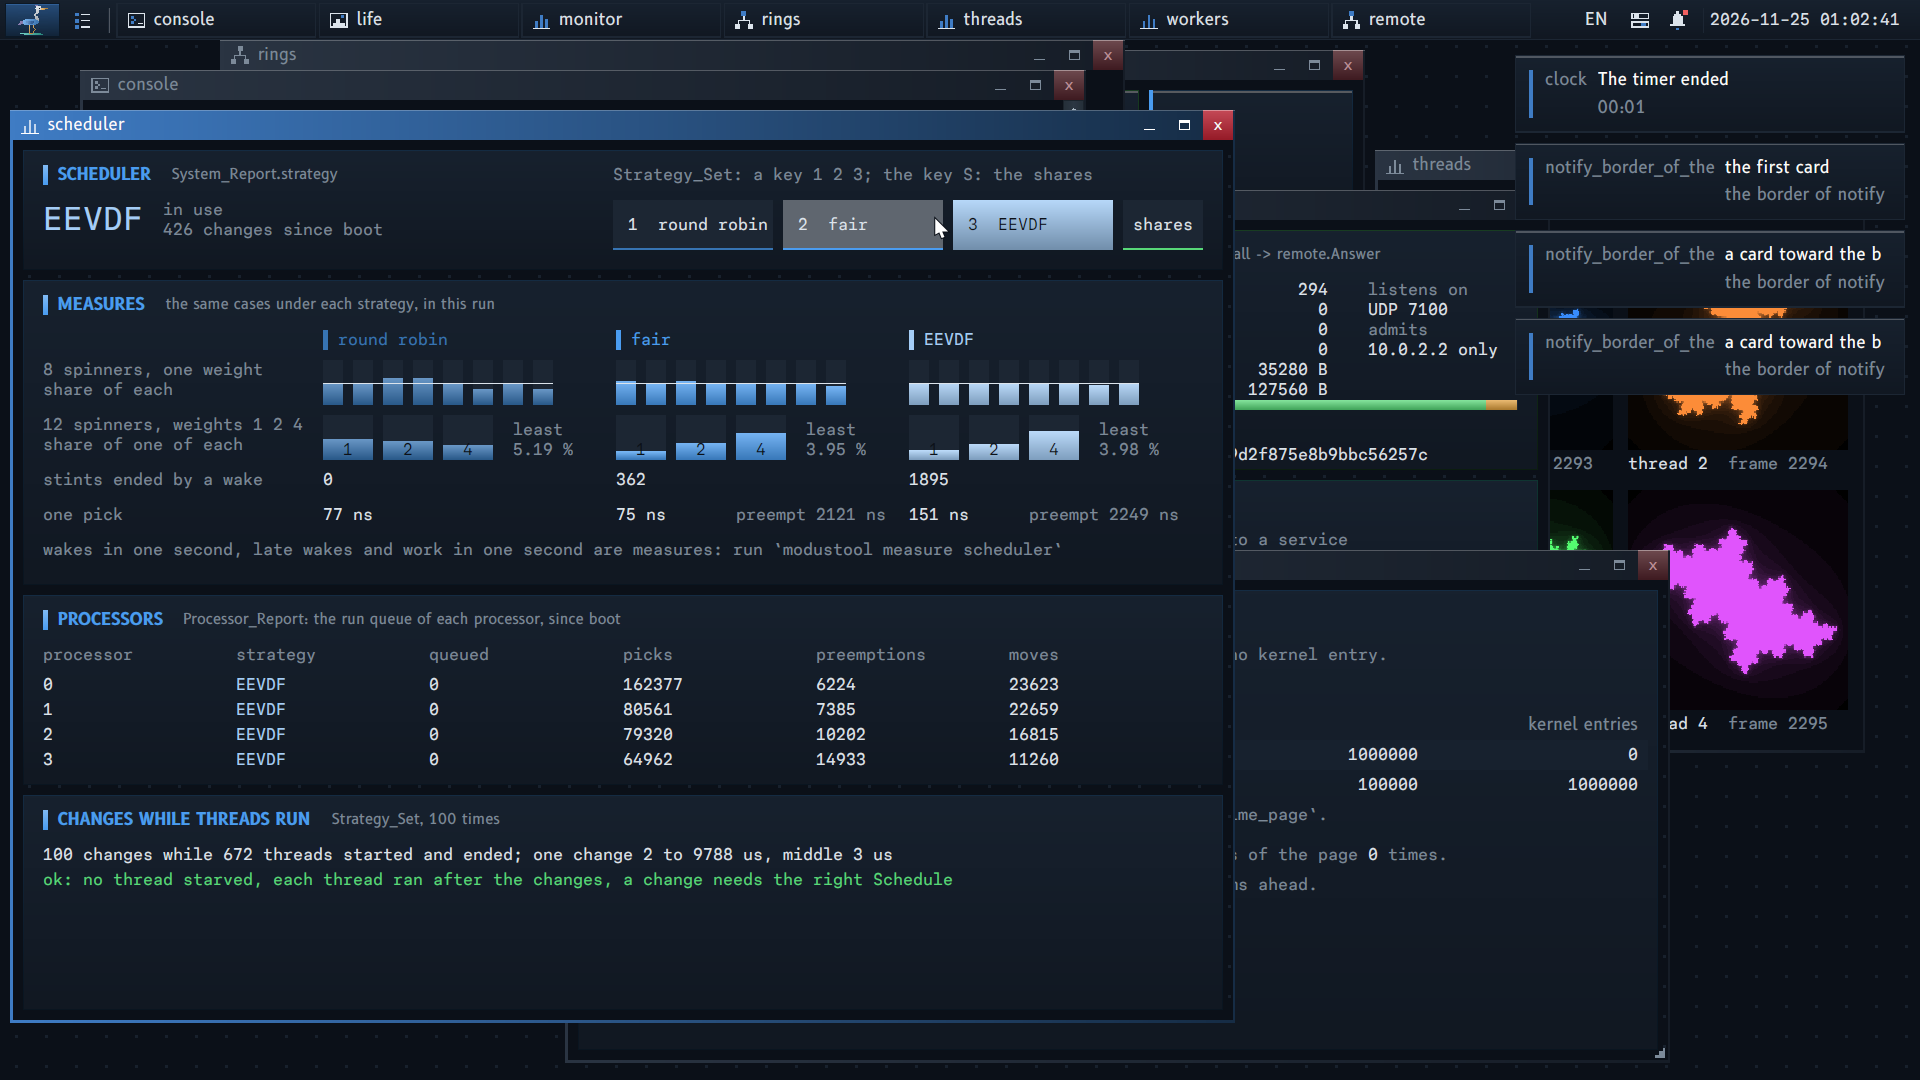 console
life
monitor
rings
threads
workers
remote
EN
2026-11-25 01:02:41
rings
console
scheduler
SCHEDULER System_Report.strategy
Strategy_Set: a key 1 2 3; the key S: the shares
EEVDF
in use
426 changes since boot
1 round robin
2 fair
3 EEVDF
shares
MEASURES the same cases under each strategy, in this run
round robin
fair
EEVDF
8 spinners, one weight
share of each
12 spinners, weights 1 2 4
share of one of each
1 2 4 least 5.19 %
1 2 4 least 3.95 %
1 2 4 least 3.98 %
stints ended by a wake 0 362 1895
one pick 77 ns 75 ns preempt 2121 ns 151 ns preempt 2249 ns
wakes in one second, late wakes and work in one second are measures: run `modustool measure scheduler`
PROCESSORS Processor_Report: the run queue of each processor, since boot
processor strategy queued picks preemptions moves
0 EEVDF 0 162377 6224 23623
1 EEVDF 0 80561 7385 22659
2 EEVDF 0 79320 10202 16815
3 EEVDF 0 64962 14933 11260
CHANGES WHILE THREADS RUN Strategy_Set, 100 times
100 changes while 672 threads started and ended; one change 2 to 9788 us, middle 3 us
ok: no thread starved, each thread ran after the changes, a change needs the right Schedule
threads
all -> remote.Answer
294 listens on
0 UDP 7100
0 admits
0 10.0.2.2 only
35280 B
127560 B
d2f875e8b9bbc56257c
to a service
no kernel entry.
kernel entries
1000000 0
100000 1000000
me_page`.
of the page 0 times.
ns ahead.
clock The timer ended
00:01
notify_border_of_the the first card
the border of notify
notify_border_of_the a card toward the b
the border of notify
notify_border_of_the a card toward the b
the border of notify
2293
thread 2 frame 2294
ad 4 frame 2295